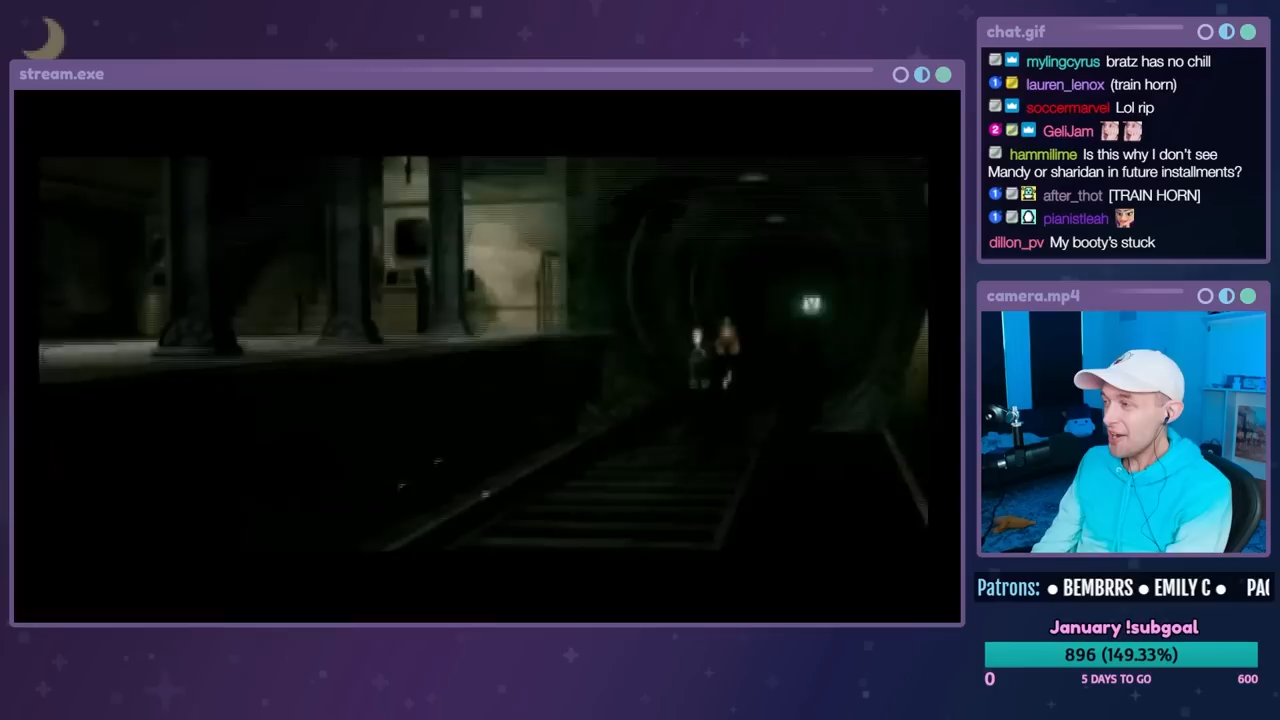 stream.exe
chat.gif
mylingcyrus bratz has no chill
lauren_lenox (train horn)
soccermarvel Lol rip
GeliJam
hammilime Is this why I don't see
Mandy or sharidan in future installments?
after_thot [TRAIN HORN]
pianistleah
dillon_pv My booty's stuck
camera.mp4
Patrons: ● BEMBRRS ● EMILY C ●
January !subgoal
896 (149.33%)
0 5 DAYS TO GO 600